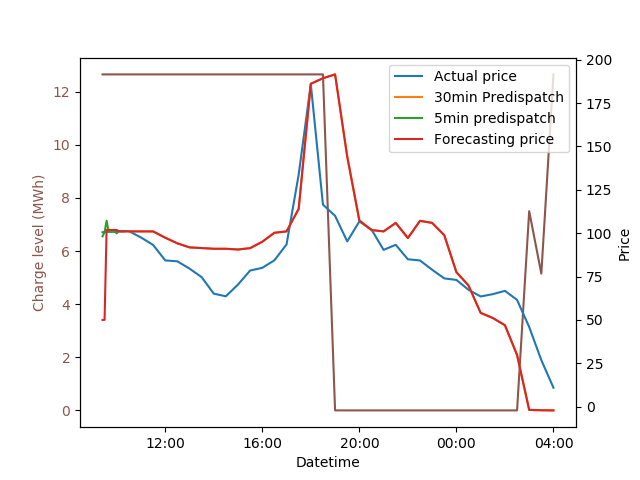 Actual price
30min Predispatch
5min predispatch
Forecasting price
Charge level (MWh)
12
10
8
6
4
2
0
200
175
150
125
100
75
50
25
0
Price
12:00 16:00 20:00 00:00 04:00
Datetime